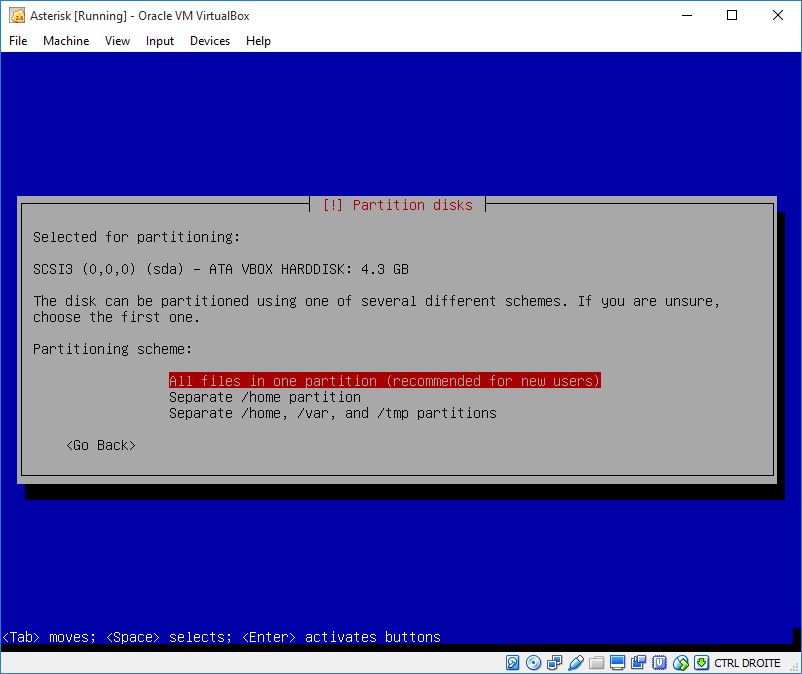 Asterisk [Running] - Oracle VM VirtualBox
File Machine View Input Devices Help
[!] Partition disks
Selected for partitioning:
SCSI3 (0,0,0) (sda) - ATA VBOX HARDDISK: 4.3 GB
The disk can be partitioned using one of several different schemes. If you are unsure,
choose the first one.
Partitioning scheme:
All files in one partition (recommended for new users)
Separate /home partition
Separate /home, /var, and /tmp partitions
<Go Back>
<Tab> moves; <Space> selects; <Enter> activates buttons
CTRL DROITE